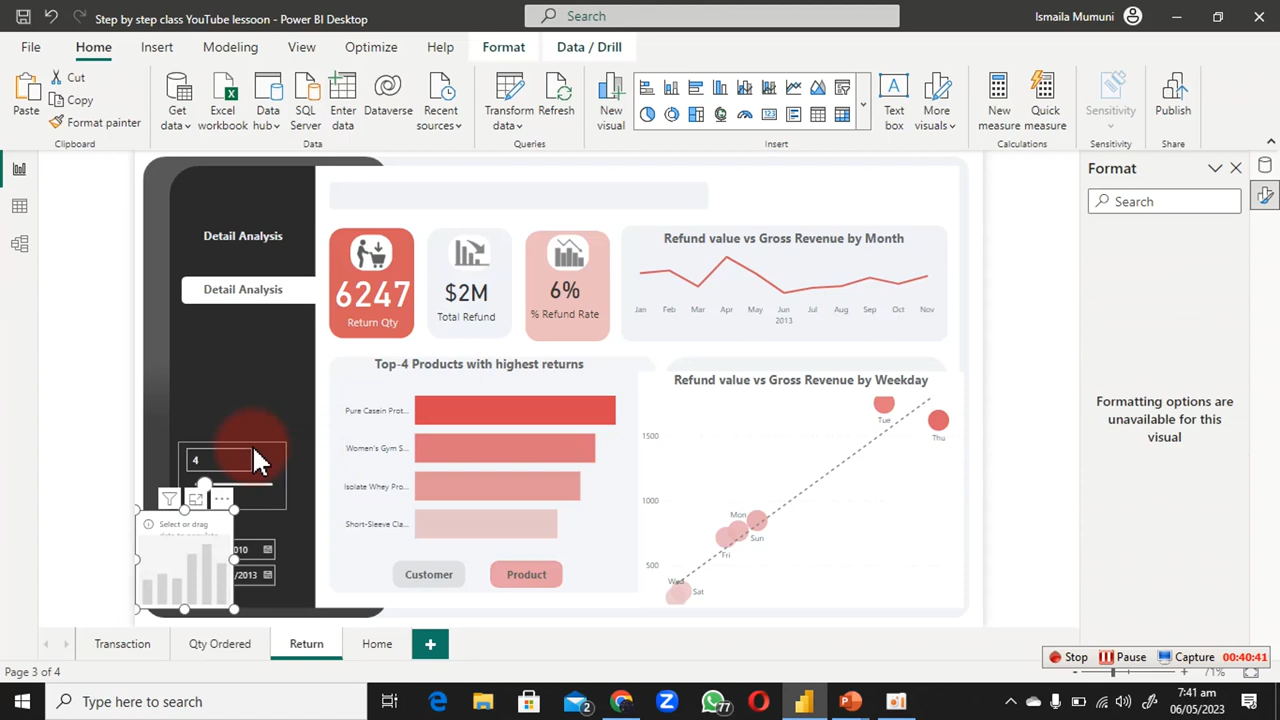 Step by step class YouTube lessoon - Power BI Desktop
Search
Ismaila Mumuni
File
Home
Insert
Modeling
View
Optimize
Help
Format
Data / Drill
Paste
Cut
Copy
Format painter
Get data
Excel workbook
Data hub
SQL Server
Enter data
Dataverse
Recent sources
Transform data
Refresh
New visual
Text box
More visuals
New measure
Quick measure
Sensitivity
Publish
Clipboard
Data
Queries
Insert
Calculations
Sensitivity
Share
Format
Search
Formatting options are
unavailable for this
visual
Detail Analysis
Detail Analysis
6247
Return Qty
$2M
Total Refund
6%
% Refund Rate
Refund value vs Gross Revenue by Month
Jan Feb Mar Apr May Jun Jul Aug Sep Oct Nov
2013
Top-4 Products with highest returns
Pure Casein Prot...
Women's Gym S...
Isolate Whey Pro...
Short-Sleeve Cla...
Customer
Product
Refund value vs Gross Revenue by Weekday
1500
1000
500
Tue
Thu
Mon
Sun
Fri
Wed
Sat
4
Select or drag
010
/2013
Transaction
Qty Ordered
Return
Home
Page 3 of 4
Stop
Pause
Capture
00:40:41
71%
Type here to search
2
77
7:41 am
06/05/2023